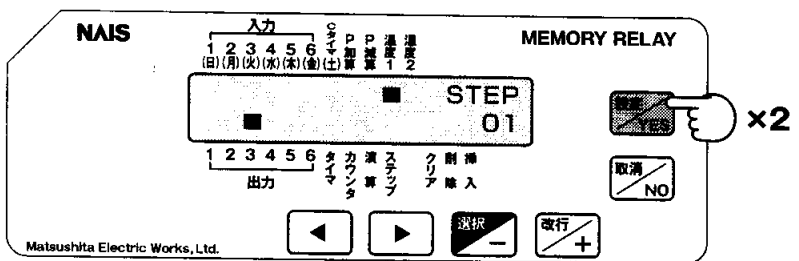 NAIS
MEMORY RELAY
入力
1 2 3 4 5 6
(日)(月)(火)(水)(木)(金)(土)
Cタイマ
P加算
P減算
温度1
温度2
STEP
01
1 2 3 4 5 6
出力
タイマ
カウンタ
演算
ステップ
クリア
削除
挿入
設定
YES
×2
取消
NO
選択
−
改行
+
Matsushita Electric Works, Ltd.